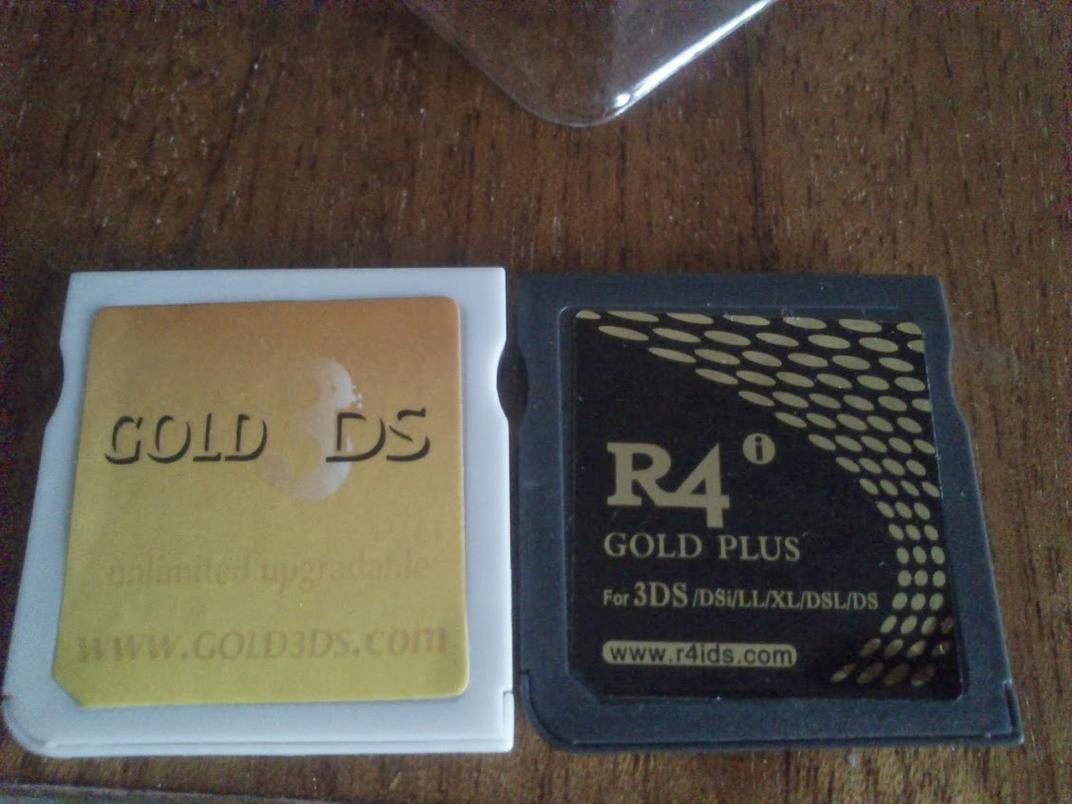 GOLD 3DS
unlimited upgradable
www.GOLD3DS.com
R4 i
GOLD PLUS
For 3DS/DSi/LL/XL/DSL/DS
www.r4ids.com